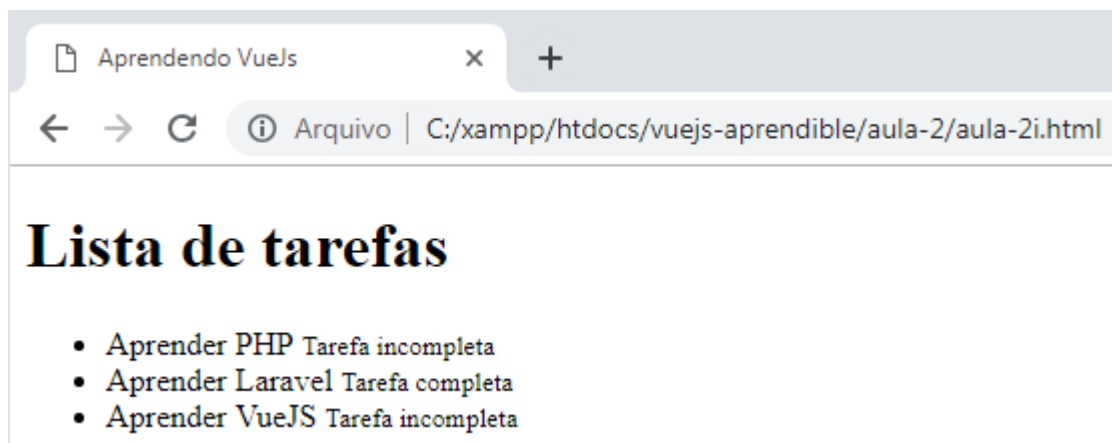 Aprendendo VueJs
Arquivo | C:/xampp/htdocs/vuejs-aprendible/aula-2/aula-2i.html
Lista de tarefas
• Aprender PHP Tarefa incompleta
• Aprender Laravel Tarefa completa
• Aprender VueJS Tarefa incompleta